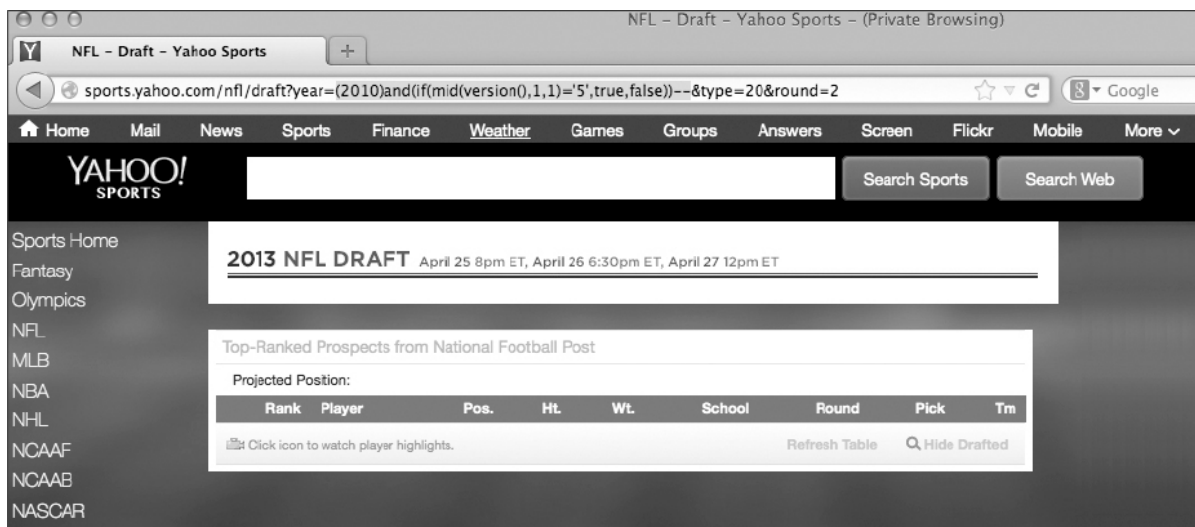 NFL – Draft – Yahoo Sports – (Private Browsing)
Y NFL – Draft – Yahoo Sports +
sports.yahoo.com/nfl/draft?year=(2010)and(if(mid(version(),1,1)='5',true,false))--&type=20&round=2 8 Google
Home Mail News Sports Finance Weather Games Groups Answers Screen Flickr Mobile More
YAHOO! Search Sports Search Web
SPORTS
Sports Home
Fantasy
Olympics
NFL
MLB
NBA
NHL
NCAAF
NCAAB
NASCAR
2013 NFL DRAFT April 25 8pm ET, April 26 6:30pm ET, April 27 12pm ET
Top-Ranked Prospects from National Football Post
Projected Position:
Rank Player Pos. Ht. Wt. School Round Pick Tm
Click icon to watch player highlights. Refresh Table Hide Drafted